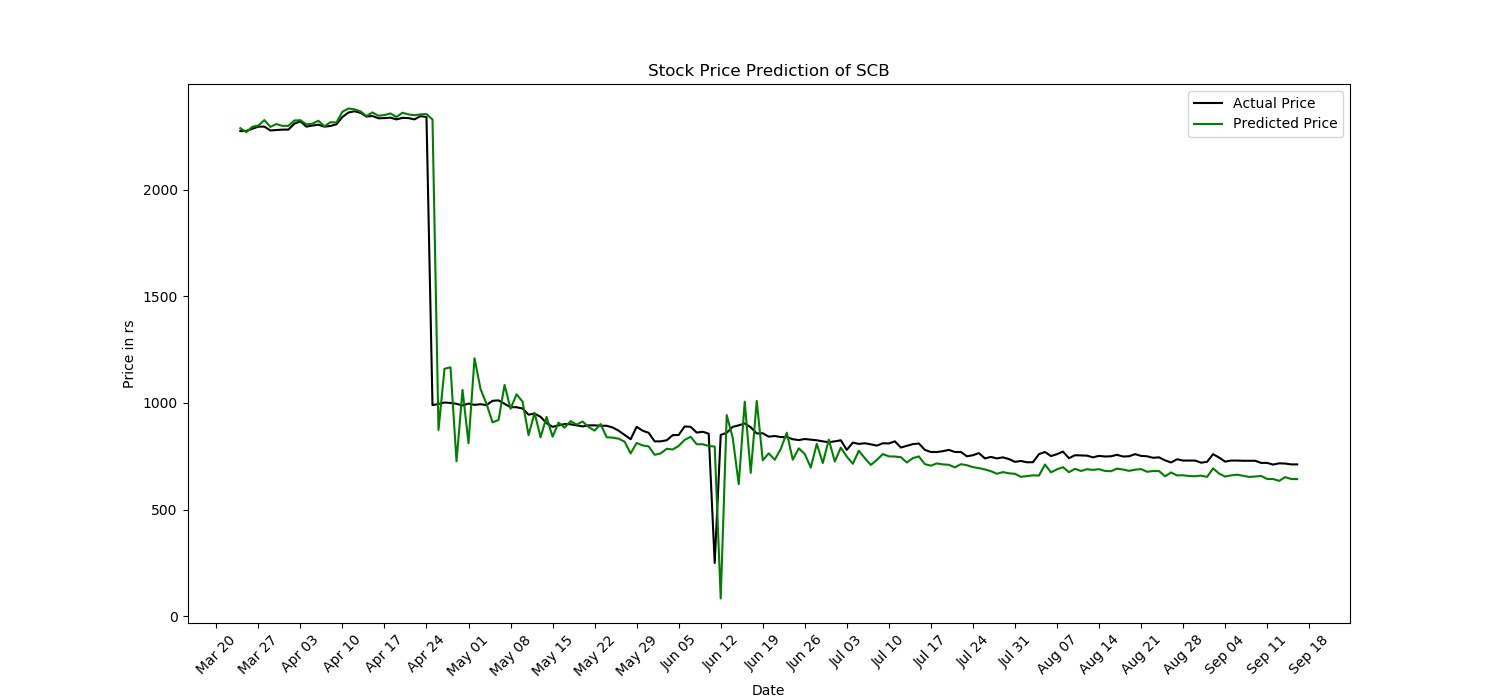 Stock Price Prediction of SCB
Actual Price
Predicted Price
Price in rs
2000
1500
1000
500
0
Mar 20
Mar 27
Apr 03
Apr 10
Apr 17
Apr 24
May 01
May 08
May 15
May 22
May 29
Jun 05
Jun 12
Jun 19
Jun 26
Jul 03
Jul 10
Jul 17
Jul 24
Jul 31
Aug 07
Aug 14
Aug 21
Aug 28
Sep 04
Sep 11
Sep 18
Date